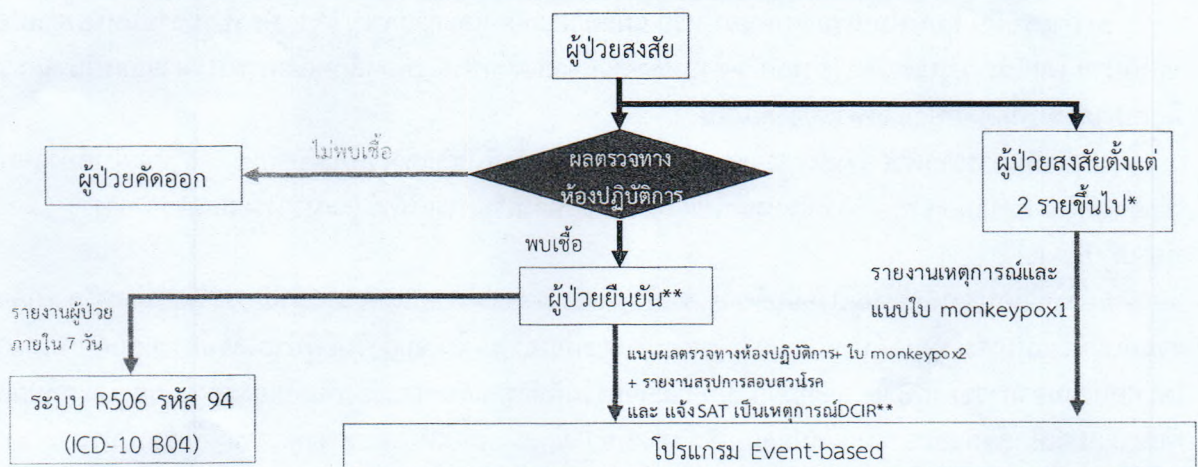 ผู้ป่วยสงสัย
ไม่พบเชื้อ
ผู้ป่วยคัดออก
ผลตรวจทาง
ห้องปฏิบัติการ
ผู้ป่วยสงสัยตั้งแต่
2 รายขึ้นไป*
พบเชื้อ
ผู้ป่วยยืนยัน**
รายงานเหตุการณ์และ
แนบใบ monkeypox1
รายงานผู้ป่วย
ภายใน 7 วัน
แนบผลตรวจทางห้องปฏิบัติการ+ ใบ monkeypox2
+ รายงานสรุปการสอบสวนโรค
และ แจ้งSAT เป็นเหตุการณ์DCIR**
ระบบ R506 รหัส 94
(ICD-10 B04)
โปรแกรม Event-based